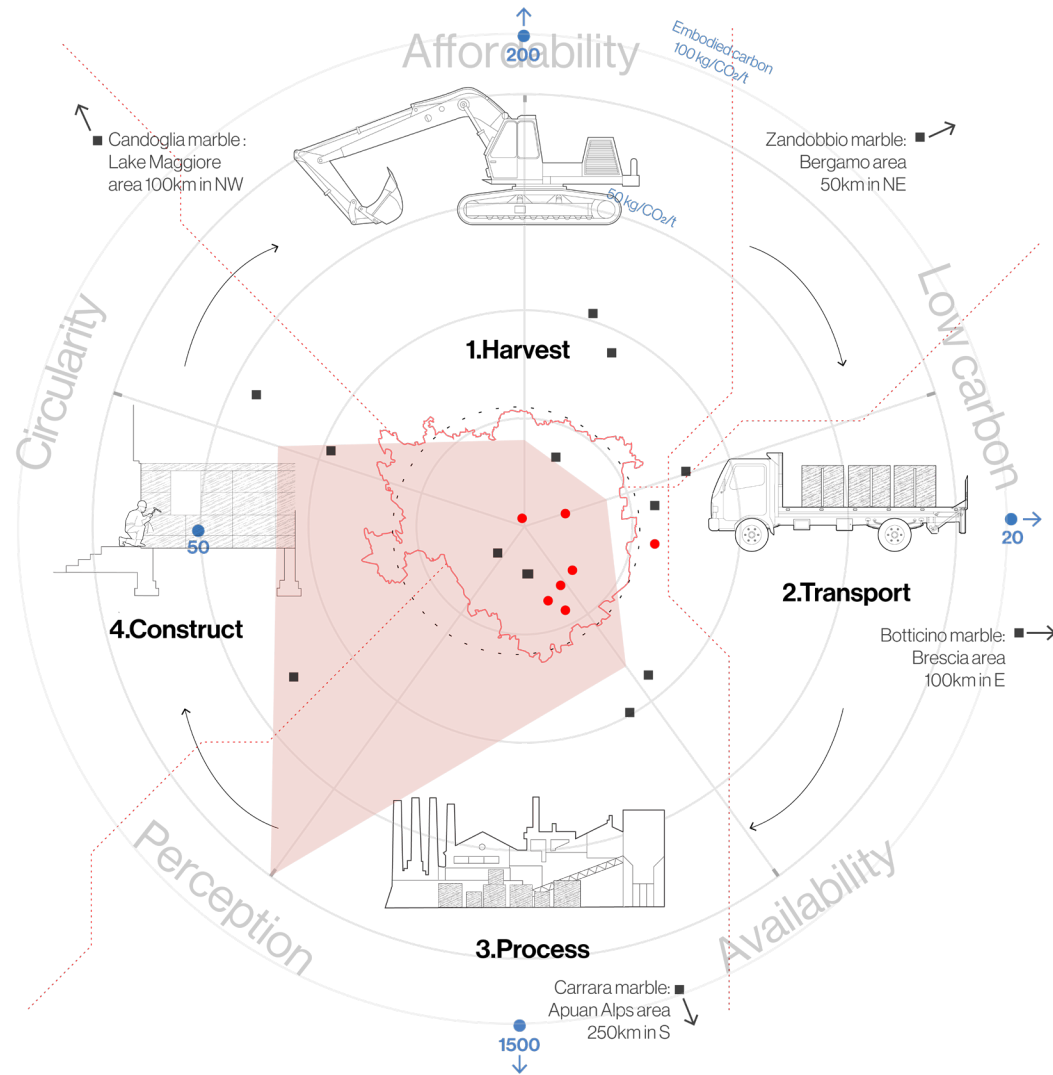 Affordability
200
Embodied carbon
100 kg/CO₂/t
Candoglia marble :
Lake Maggiore
area 100km in NW
Zandobbio marble:
Bergamo area
50km in NE
50 kg/CO₂/t
Circularity
Low carbon
1.Harvest
50
20
2.Transport
4.Construct
Botticino marble:
Brescia area
100km in E
Perception
Availability
3.Process
Carrara marble:
Apuan Alps area
250km in S
1500